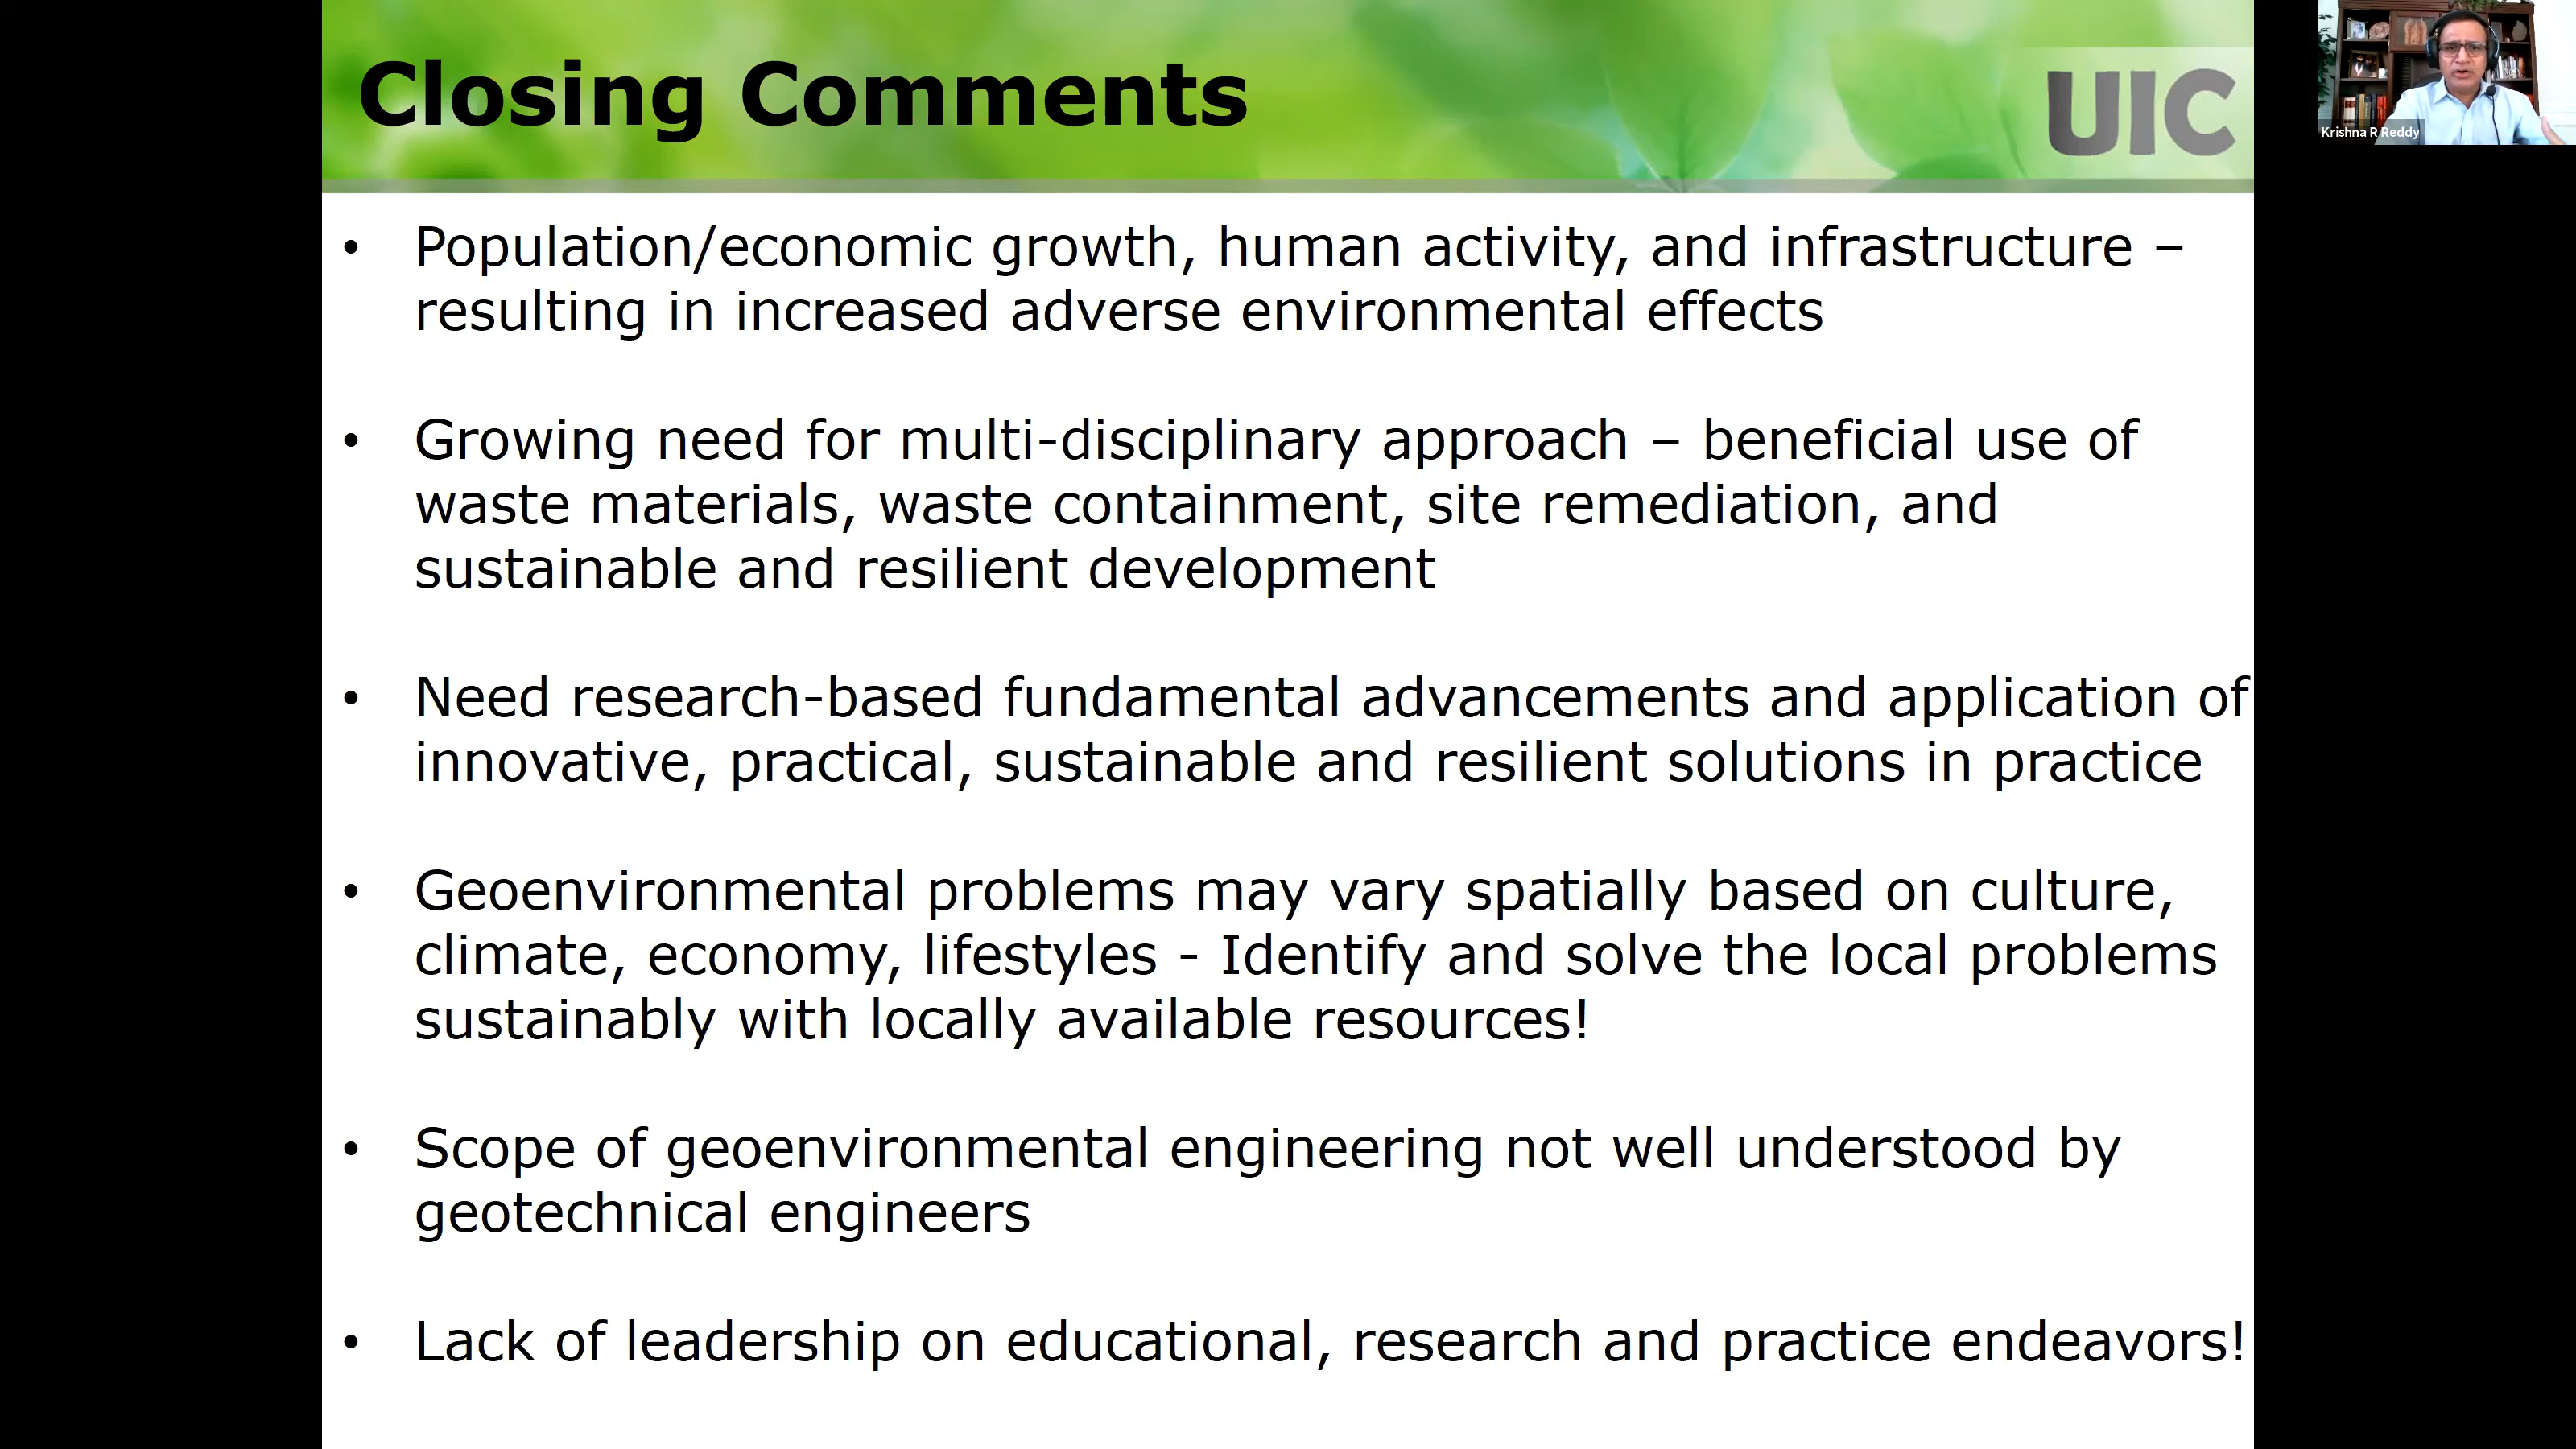 Closing Comments
UIC
Krishna R Reddy
• Population/economic growth, human activity, and infrastructure –
resulting in increased adverse environmental effects
• Growing need for multi-disciplinary approach – beneficial use of
waste materials, waste containment, site remediation, and
sustainable and resilient development
• Need research-based fundamental advancements and application of
innovative, practical, sustainable and resilient solutions in practice
• Geoenvironmental problems may vary spatially based on culture,
climate, economy, lifestyles - Identify and solve the local problems
sustainably with locally available resources!
• Scope of geoenvironmental engineering not well understood by
geotechnical engineers
• Lack of leadership on educational, research and practice endeavors!